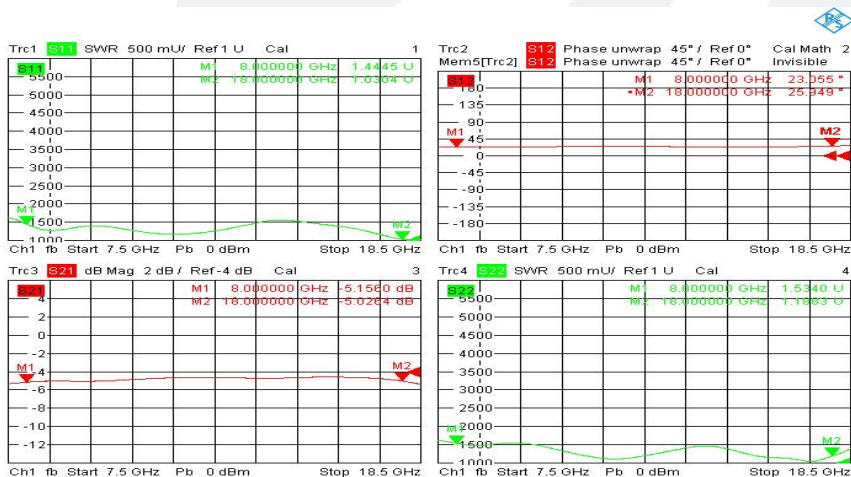 R&S
Trc1 S11 SWR 500 mU/ Ref 1 U Cal 1
S11
M1 8.000000 GHz 1.4445 U
M2 18.000000 GHz 1.0304 U
5500
5000
4500
4000
3500
3000
2500
2000
M1
1500
M2
1000
Ch1 fb Start 7.5 GHz Pb 0 dBm Stop 18.5 GHz
Trc2 S12 Phase unwrap 45°/ Ref 0° Cal Math 2
Mem5[Trc2] S12 Phase unwrap 45°/ Ref 0° Invisible
S12
M1 8.000000 GHz 23.055 °
•M2 18.000000 GHz 25.949 °
180
135
90
M1
45
M2
0
-45
-90
-135
-180
Ch1 fb Start 7.5 GHz Pb 0 dBm Stop 18.5 GHz
Trc3 S21 dB Mag 2 dB/ Ref -4 dB Cal 3
S21
M1 8.000000 GHz -5.1560 dB
M2 18.000000 GHz -5.0264 dB
4
2
0
-2
M1
-4
M2
-6
-8
-10
-12
Ch1 fb Start 7.5 GHz Pb 0 dBm Stop 18.5 GHz
Trc4 S22 SWR 500 mU/ Ref 1 U Cal 4
S22
M1 8.000000 GHz 1.5340 U
M2 18.000000 GHz 1.1883 U
5500
5000
4500
4000
3500
3000
2500
M1
2000
1500
M2
1000
Ch1 fb Start 7.5 GHz Pb 0 dBm Stop 18.5 GHz